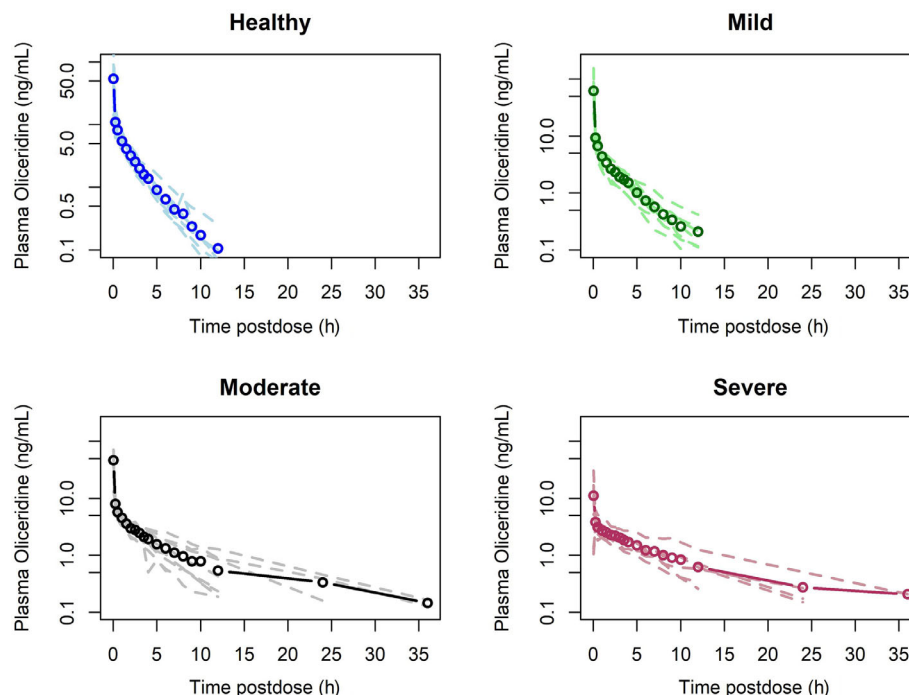 Healthy
Plasma Oliceridine (ng/mL)
50.0
5.0
0.5
0.1
0 5 10 15 20 25 30 35
Time postdose (h)
Mild
Plasma Oliceridine (ng/mL)
10.0
1.0
0.1
0 5 10 15 20 25 30 35
Time postdose (h)
Moderate
Plasma Oliceridine (ng/mL)
10.0
1.0
0.1
0 5 10 15 20 25 30 35
Time postdose (h)
Severe
Plasma Oliceridine (ng/mL)
10.0
1.0
0.1
0 5 10 15 20 25 30 35
Time postdose (h)